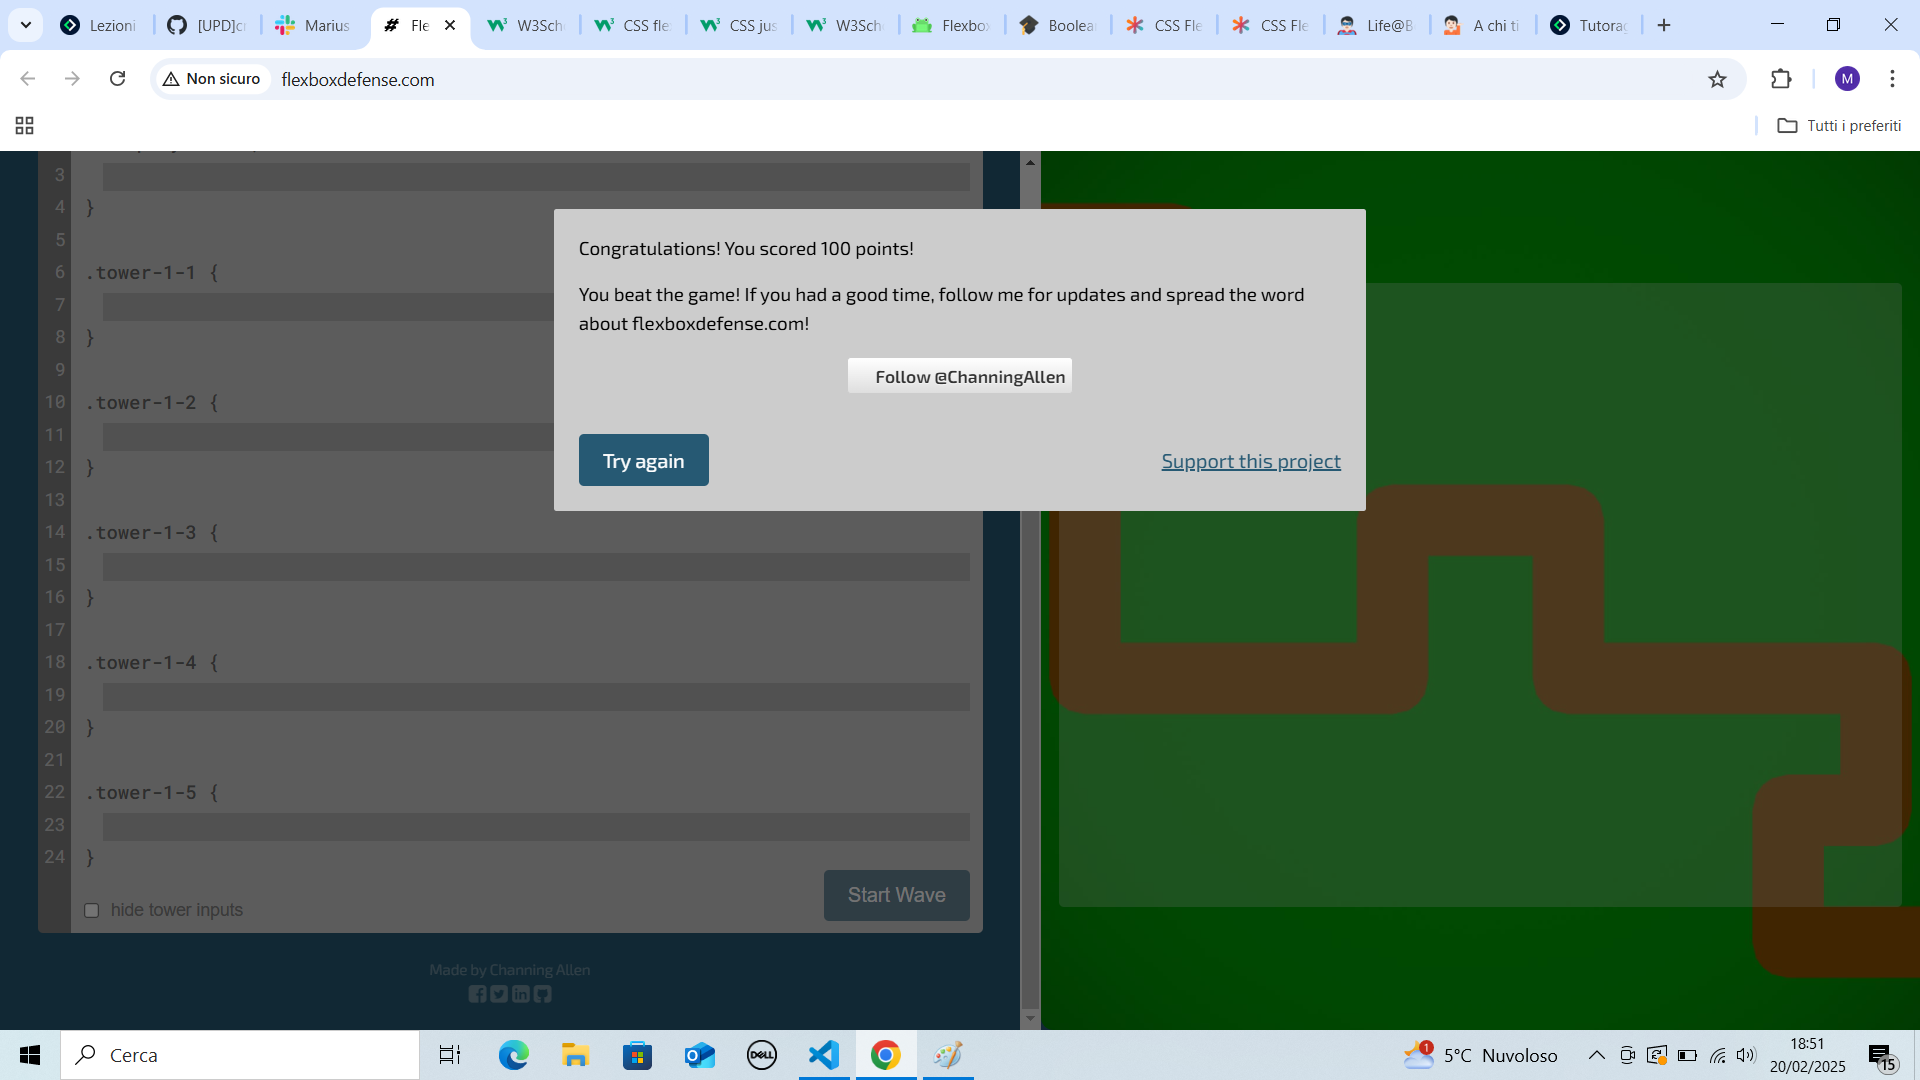 Lezioni
[UPD]cr
Marius
Fle
W3Sch
CSS fle
CSS jus
W3Sch
Flexbo
Boolea
CSS Fle
CSS Fle
Life@B
A chi ti
Tutora
Non sicuro
flexboxdefense.com
M
Tutti i preferiti
3
4 }
5
6 .tower-1-1 {
7
8 }
9
10 .tower-1-2 {
11
12 }
13
14 .tower-1-3 {
15
16 }
17
18 .tower-1-4 {
19
20 }
21
22 .tower-1-5 {
23
24 }
hide tower inputs
Start Wave
Made by Channing Allen
Congratulations! You scored 100 points!
You beat the game! If you had a good time, follow me for updates and spread the word
about flexboxdefense.com!
Follow @ChanningAllen
Try again
Support this project
Cerca
DELL
1
5°C Nuvoloso
18:51
20/02/2025
15